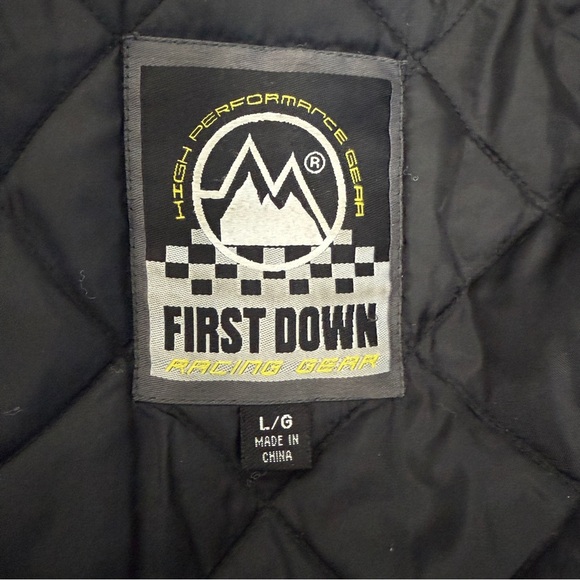 HIGH PERFORMANCE GEAR
®
FIRST DOWN
RACING GEAR
L/G
MADE IN
CHINA